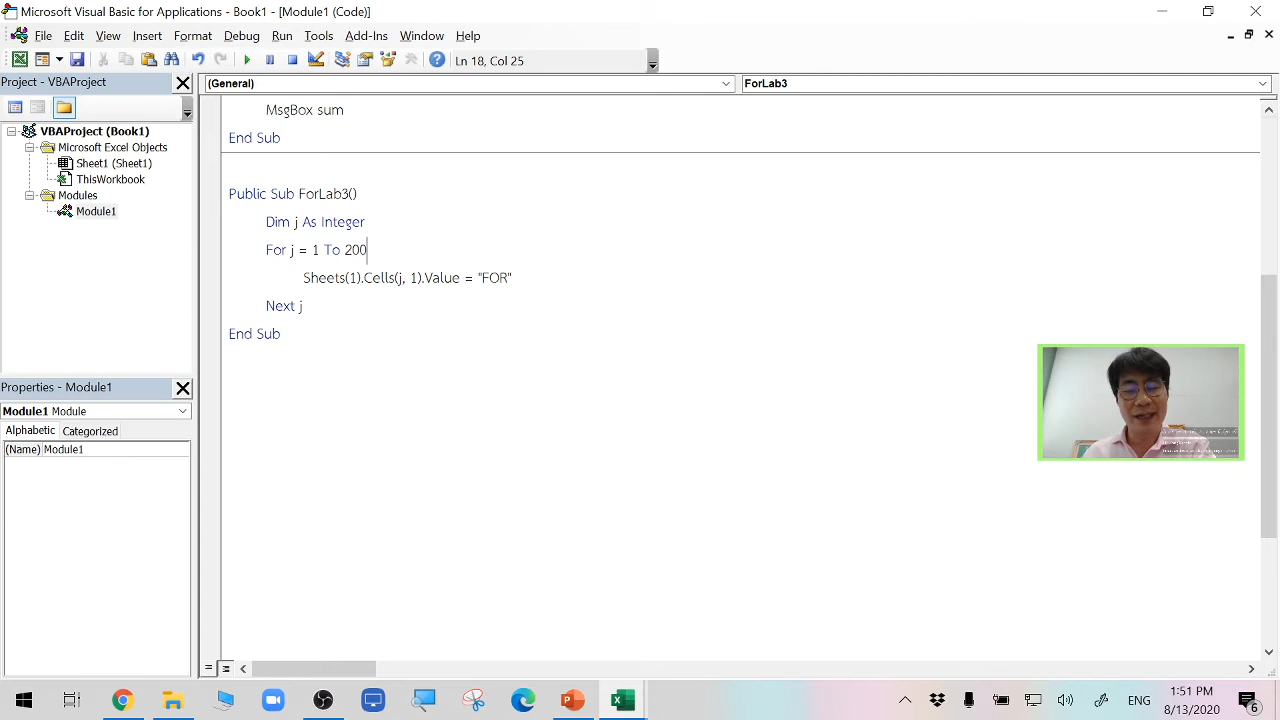 Microsoft Visual Basic for Applications - Book1 - [Module1 (Code)]
File Edit View Insert Format Debug Run Tools Add-Ins Window Help
Ln 18, Col 25
Project - VBAProject
(General) ForLab3
MsgBox sum
End Sub
VBAProject (Book1)
Microsoft Excel Objects
Sheet1 (Sheet1)
ThisWorkbook
Modules
Module1
Public Sub ForLab3()
Dim j As Integer
For j = 1 To 200
Sheets(1).Cells(j, 1).Value = "FOR"
Next j
End Sub
Properties - Module1
Module1 Module
Alphabetic Categorized
(Name) Module1
ENG
1:51 PM
8/13/2020
6